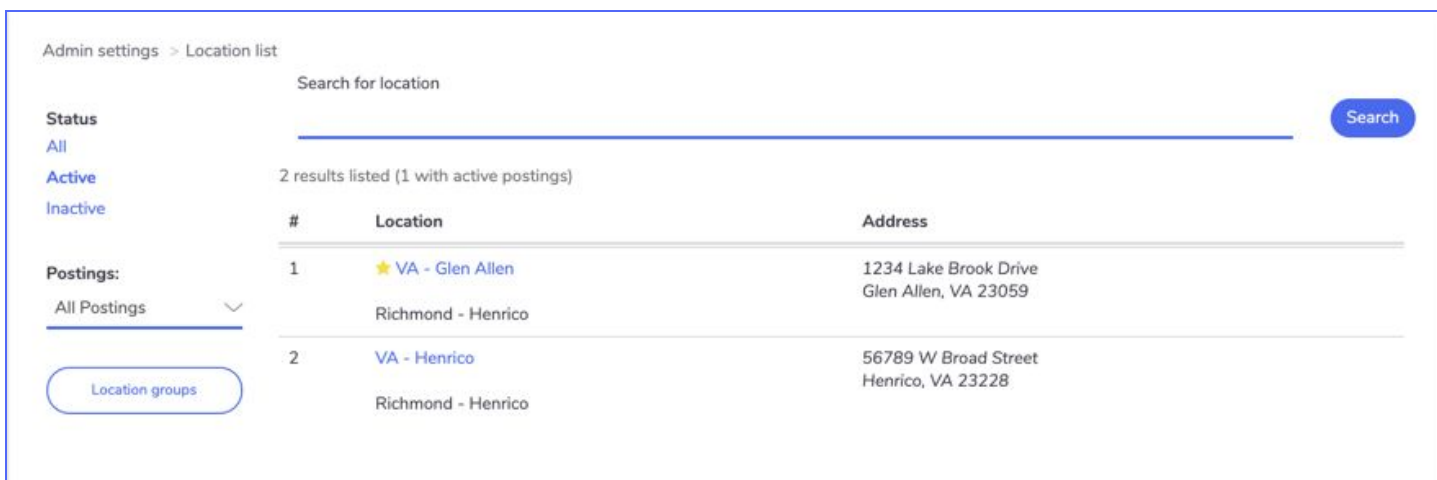 Admin settings > Location list
Search for location
Search
Status
All
Active
Inactive
Postings:
All Postings
Location groups
2 results listed (1 with active postings)
# Location Address
1 VA - Glen Allen 1234 Lake Brook Drive
Glen Allen, VA 23059
Richmond - Henrico
2 VA - Henrico 56789 W Broad Street
Henrico, VA 23228
Richmond - Henrico